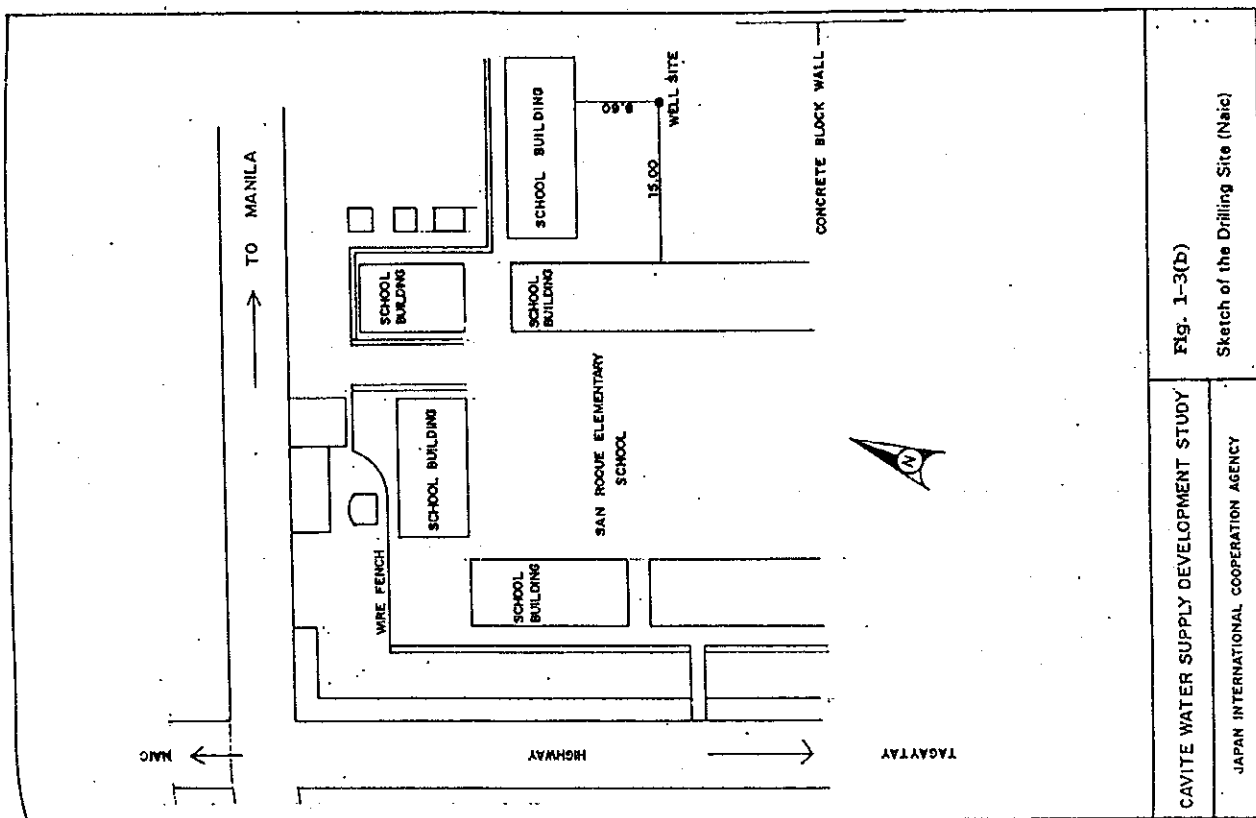 TO MANILA
SCHOOL BUILDING
9.60
WELL SITE
15.00
CONCRETE BLOCK WALL
SCHOOL
BUILDING
SCHOOL
BUILDING
SCHOOL BUILDING
SAN ROQUE ELEMENTARY
SCHOOL
WIRE FENCE
SCHOOL
BUILDING
N
NAIC
HIGHWAY
TAGAYTAY
CAVITE WATER SUPPLY DEVELOPMENT STUDY
JAPAN INTERNATIONAL COOPERATION AGENCY
Fig. 1-3(b)
Sketch of the Drilling Site (Naic)